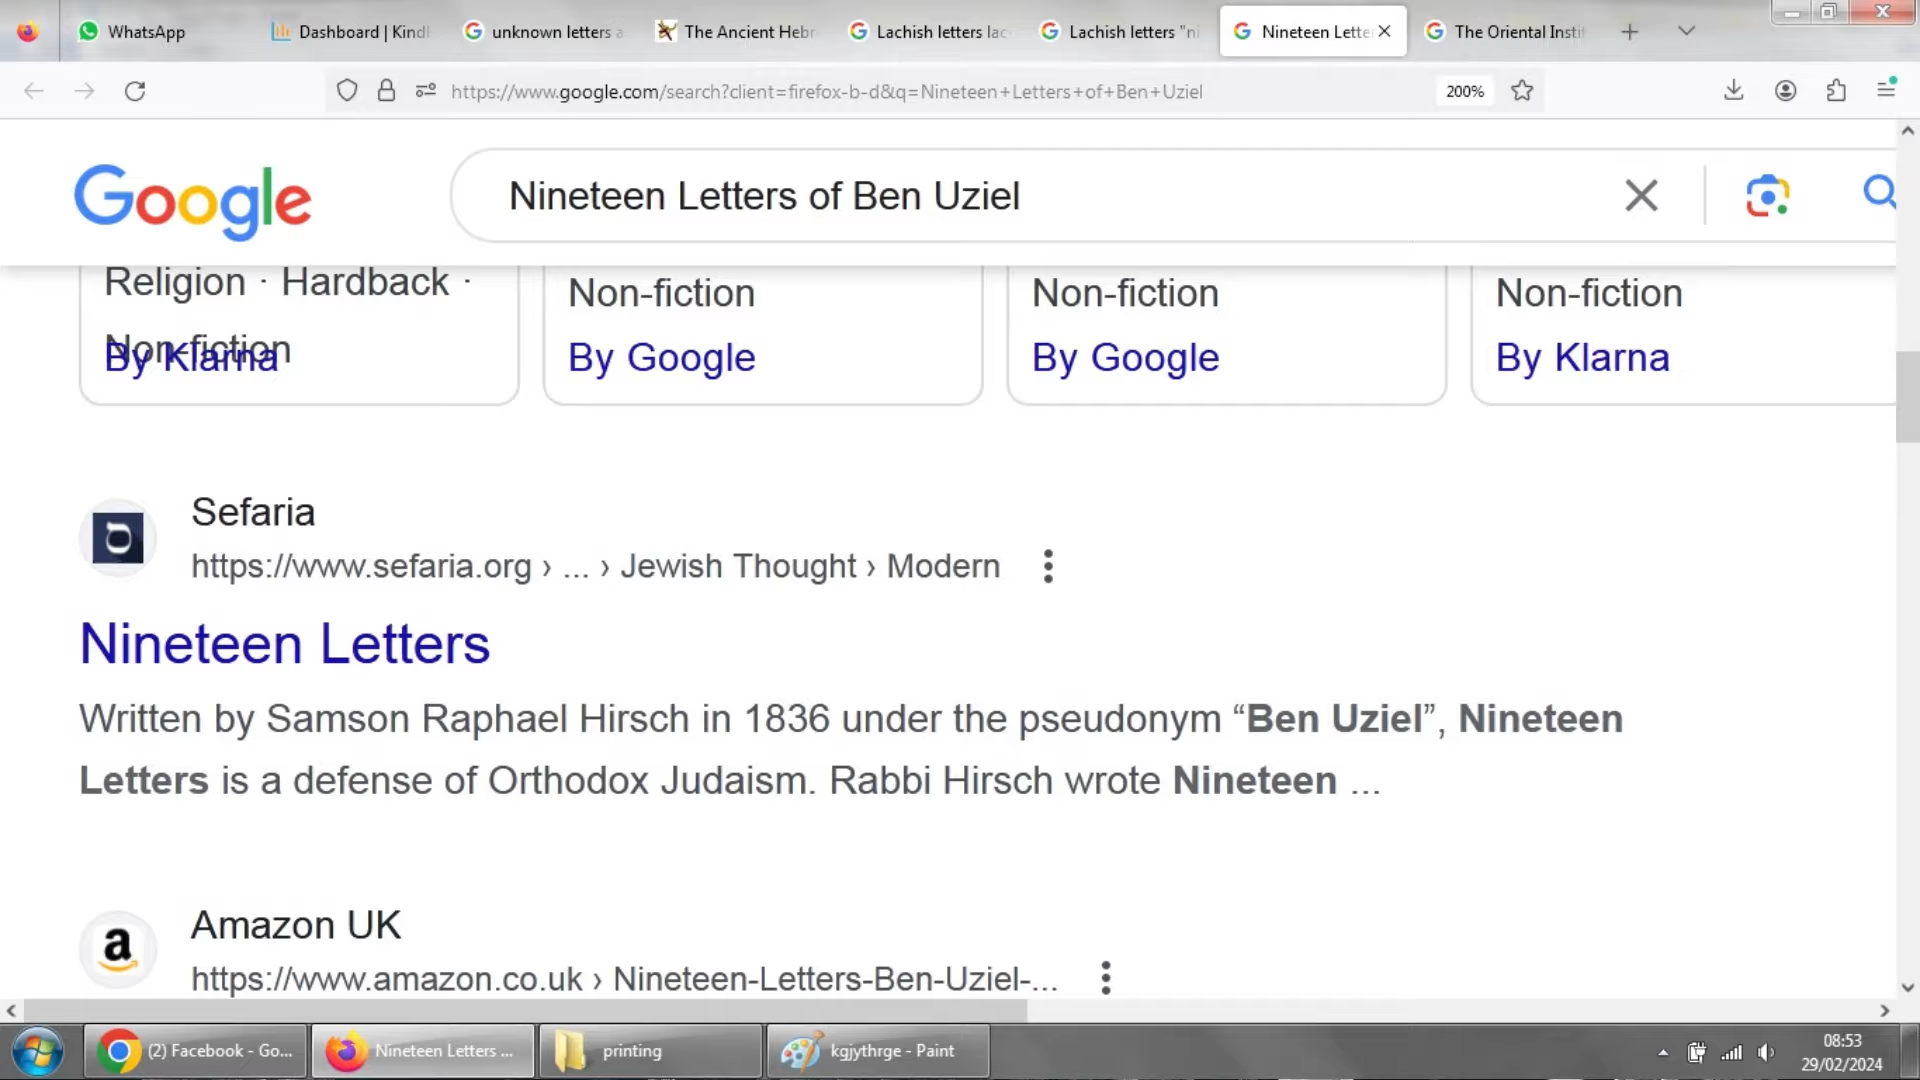 WhatsApp
Dashboard | Kindl
unknown letters a
The Ancient Hebr
Lachish letters lac
Lachish letters "ni
Nineteen Lette
The Oriental Instit
https://www.google.com/search?client=firefox-b-d&q=Nineteen+Letters+of+Ben+Uziel
200%
Google
Nineteen Letters of Ben Uziel
Religion · Hardback ·
Non-fiction
By Klarna
Non-fiction
By Google
Non-fiction
By Google
Non-fiction
By Klarna
Sefaria
https://www.sefaria.org › ... › Jewish Thought › Modern
Nineteen Letters
Written by Samson Raphael Hirsch in 1836 under the pseudonym “Ben Uziel”, Nineteen
Letters is a defense of Orthodox Judaism. Rabbi Hirsch wrote Nineteen ...
Amazon UK
https://www.amazon.co.uk › Nineteen-Letters-Ben-Uziel-...
(2) Facebook - Go...
Nineteen Letters ...
printing
kgjythrge - Paint
08:53
29/02/2024